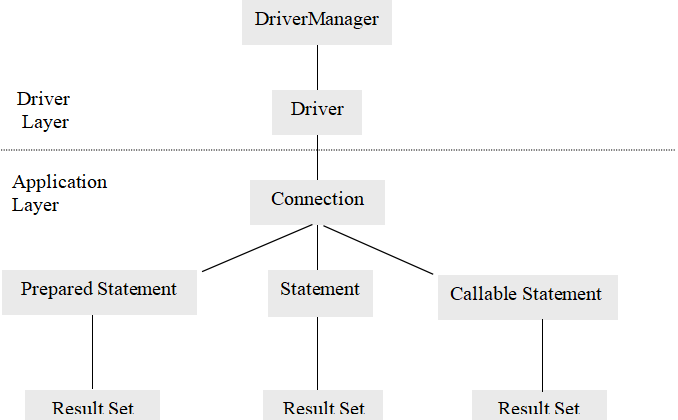 DriverManager
Driver
Layer
Driver
Application
Layer
Connection
Prepared Statement
Statement
Callable Statement
Result Set
Result Set
Result Set